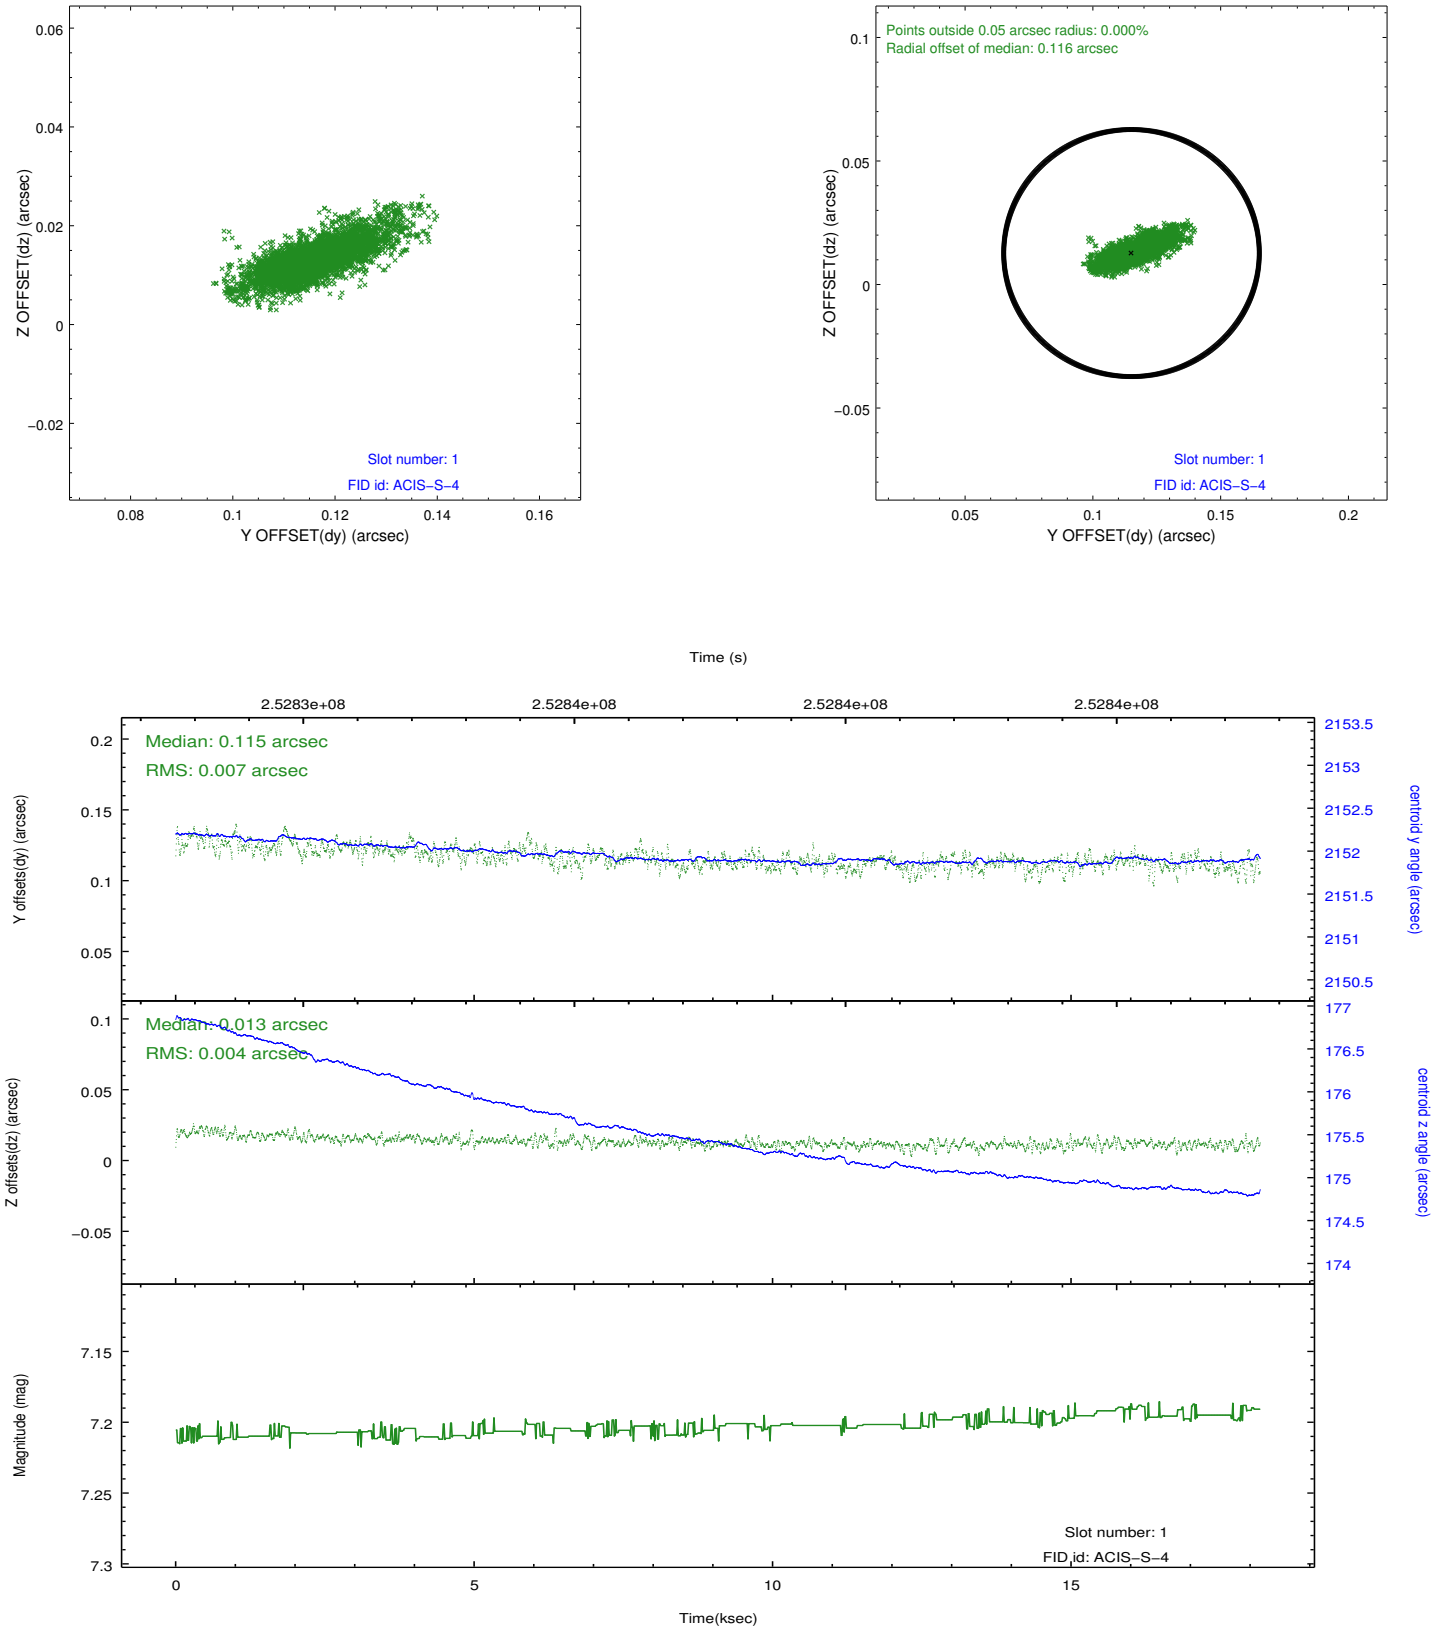 0.06
0.04
0.02
0
−0.02
Z OFFSET(dz) (arcsec)
Slot number: 1
FID id: ACIS−S−4
0.08
0.1
0.12
0.14
0.16
Y OFFSET(dy) (arcsec)
Points outside 0.05 arcsec radius: 0.000%
Radial offset of median: 0.116 arcsec
0.1
0.05
0
−0.05
Z OFFSET(dz) (arcsec)
Slot number: 1
FID id: ACIS−S−4
0.05
0.1
0.15
0.2
Y OFFSET(dy) (arcsec)
Time (s)
2.5283e+08
2.5284e+08
2.5284e+08
2.5284e+08
Median: 0.115 arcsec
RMS: 0.007 arcsec
0.2
0.15
0.1
0.05
Y offsets(dy) (arcsec)
2153.5
2153
2152.5
2152
2151.5
2151
2150.5
centroid y angle (arcsec)
Median: 0.013 arcsec
RMS: 0.004 arcsec
0.1
0.05
0
−0.05
Z offsets(dz) (arcsec)
177
176.5
176
175.5
175
174.5
174
centroid z angle (arcsec)
7.15
7.2
7.25
7.3
Magnitude (mag)
Slot number: 1
FID id: ACIS−S−4
0
5
10
15
Time(ksec)